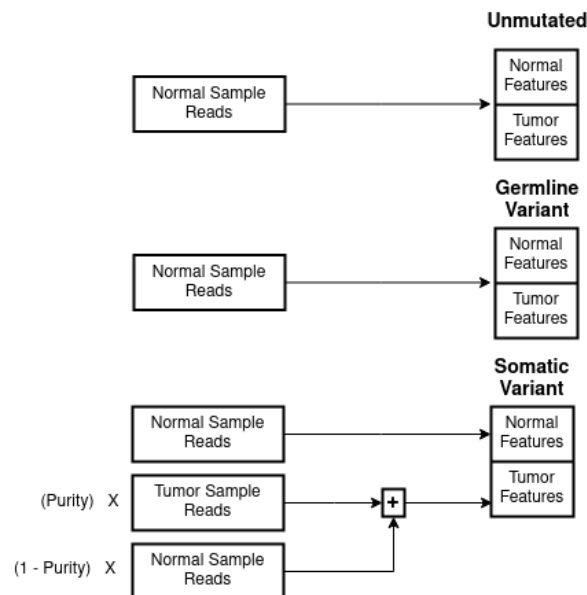 Unmutated
Normal Sample
Reads
Normal
Features
Tumor
Features
Germline
Variant
Normal Sample
Reads
Normal
Features
Tumor
Features
Somatic
Variant
Normal Sample
Reads
Normal
Features
(Purity) X
Tumor Sample
Reads
+
Tumor
Features
(1 - Purity) X
Normal Sample
Reads